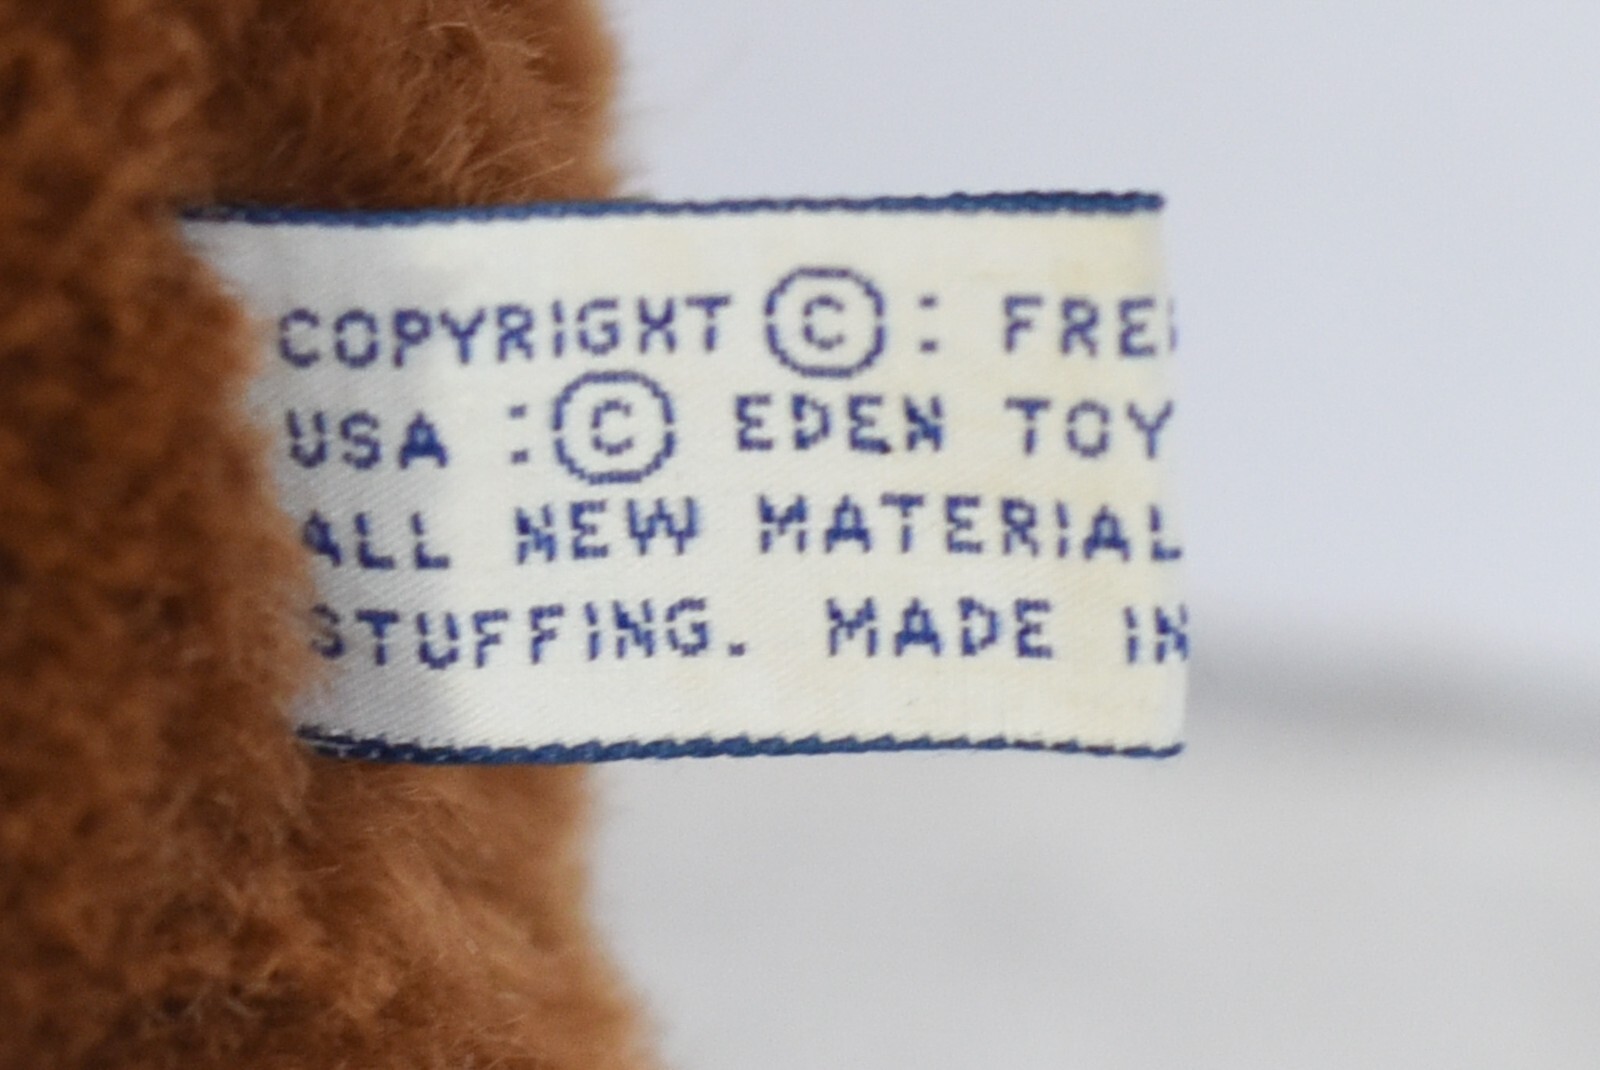 COPYRIGHT ©: FRE
USA :© EDEN TOY
ALL NEW MATERIAL
STUFFING. MADE IN